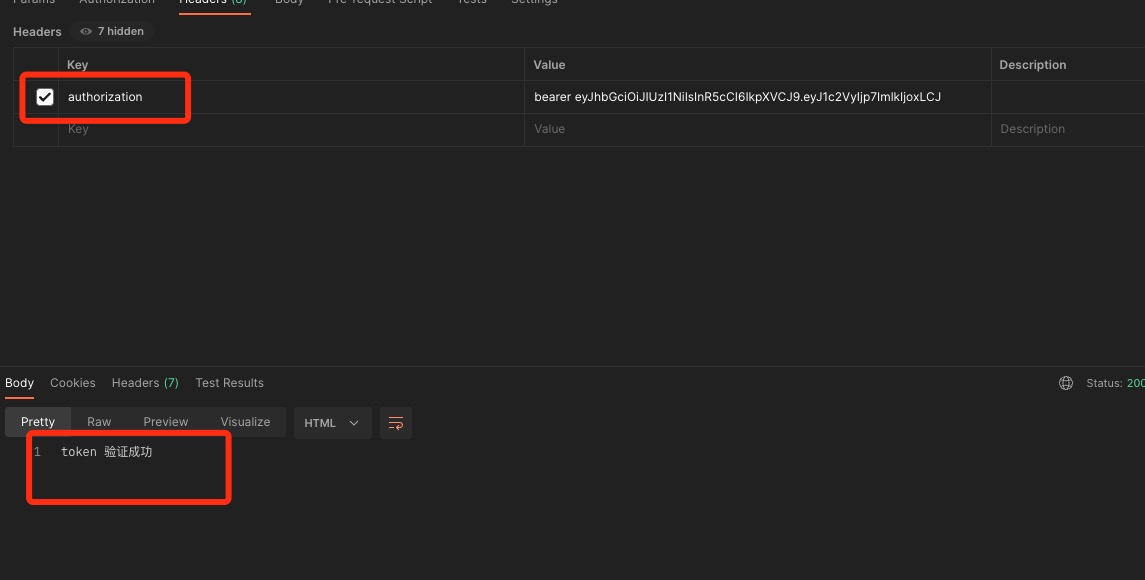 Params Authorization Headers (8) Body Pre-request Script Tests Settings
Headers 7 hidden
Key Value Description
authorization bearer eyJhbGciOiJIUzI1NiIsInR5cCI6IkpXVCJ9.eyJ1c2VyIjp7ImlkIjoxLCJ
Key Value Description
Body Cookies Headers (7) Test Results Status: 200
Pretty Raw Preview Visualize HTML
1 token 验证成功